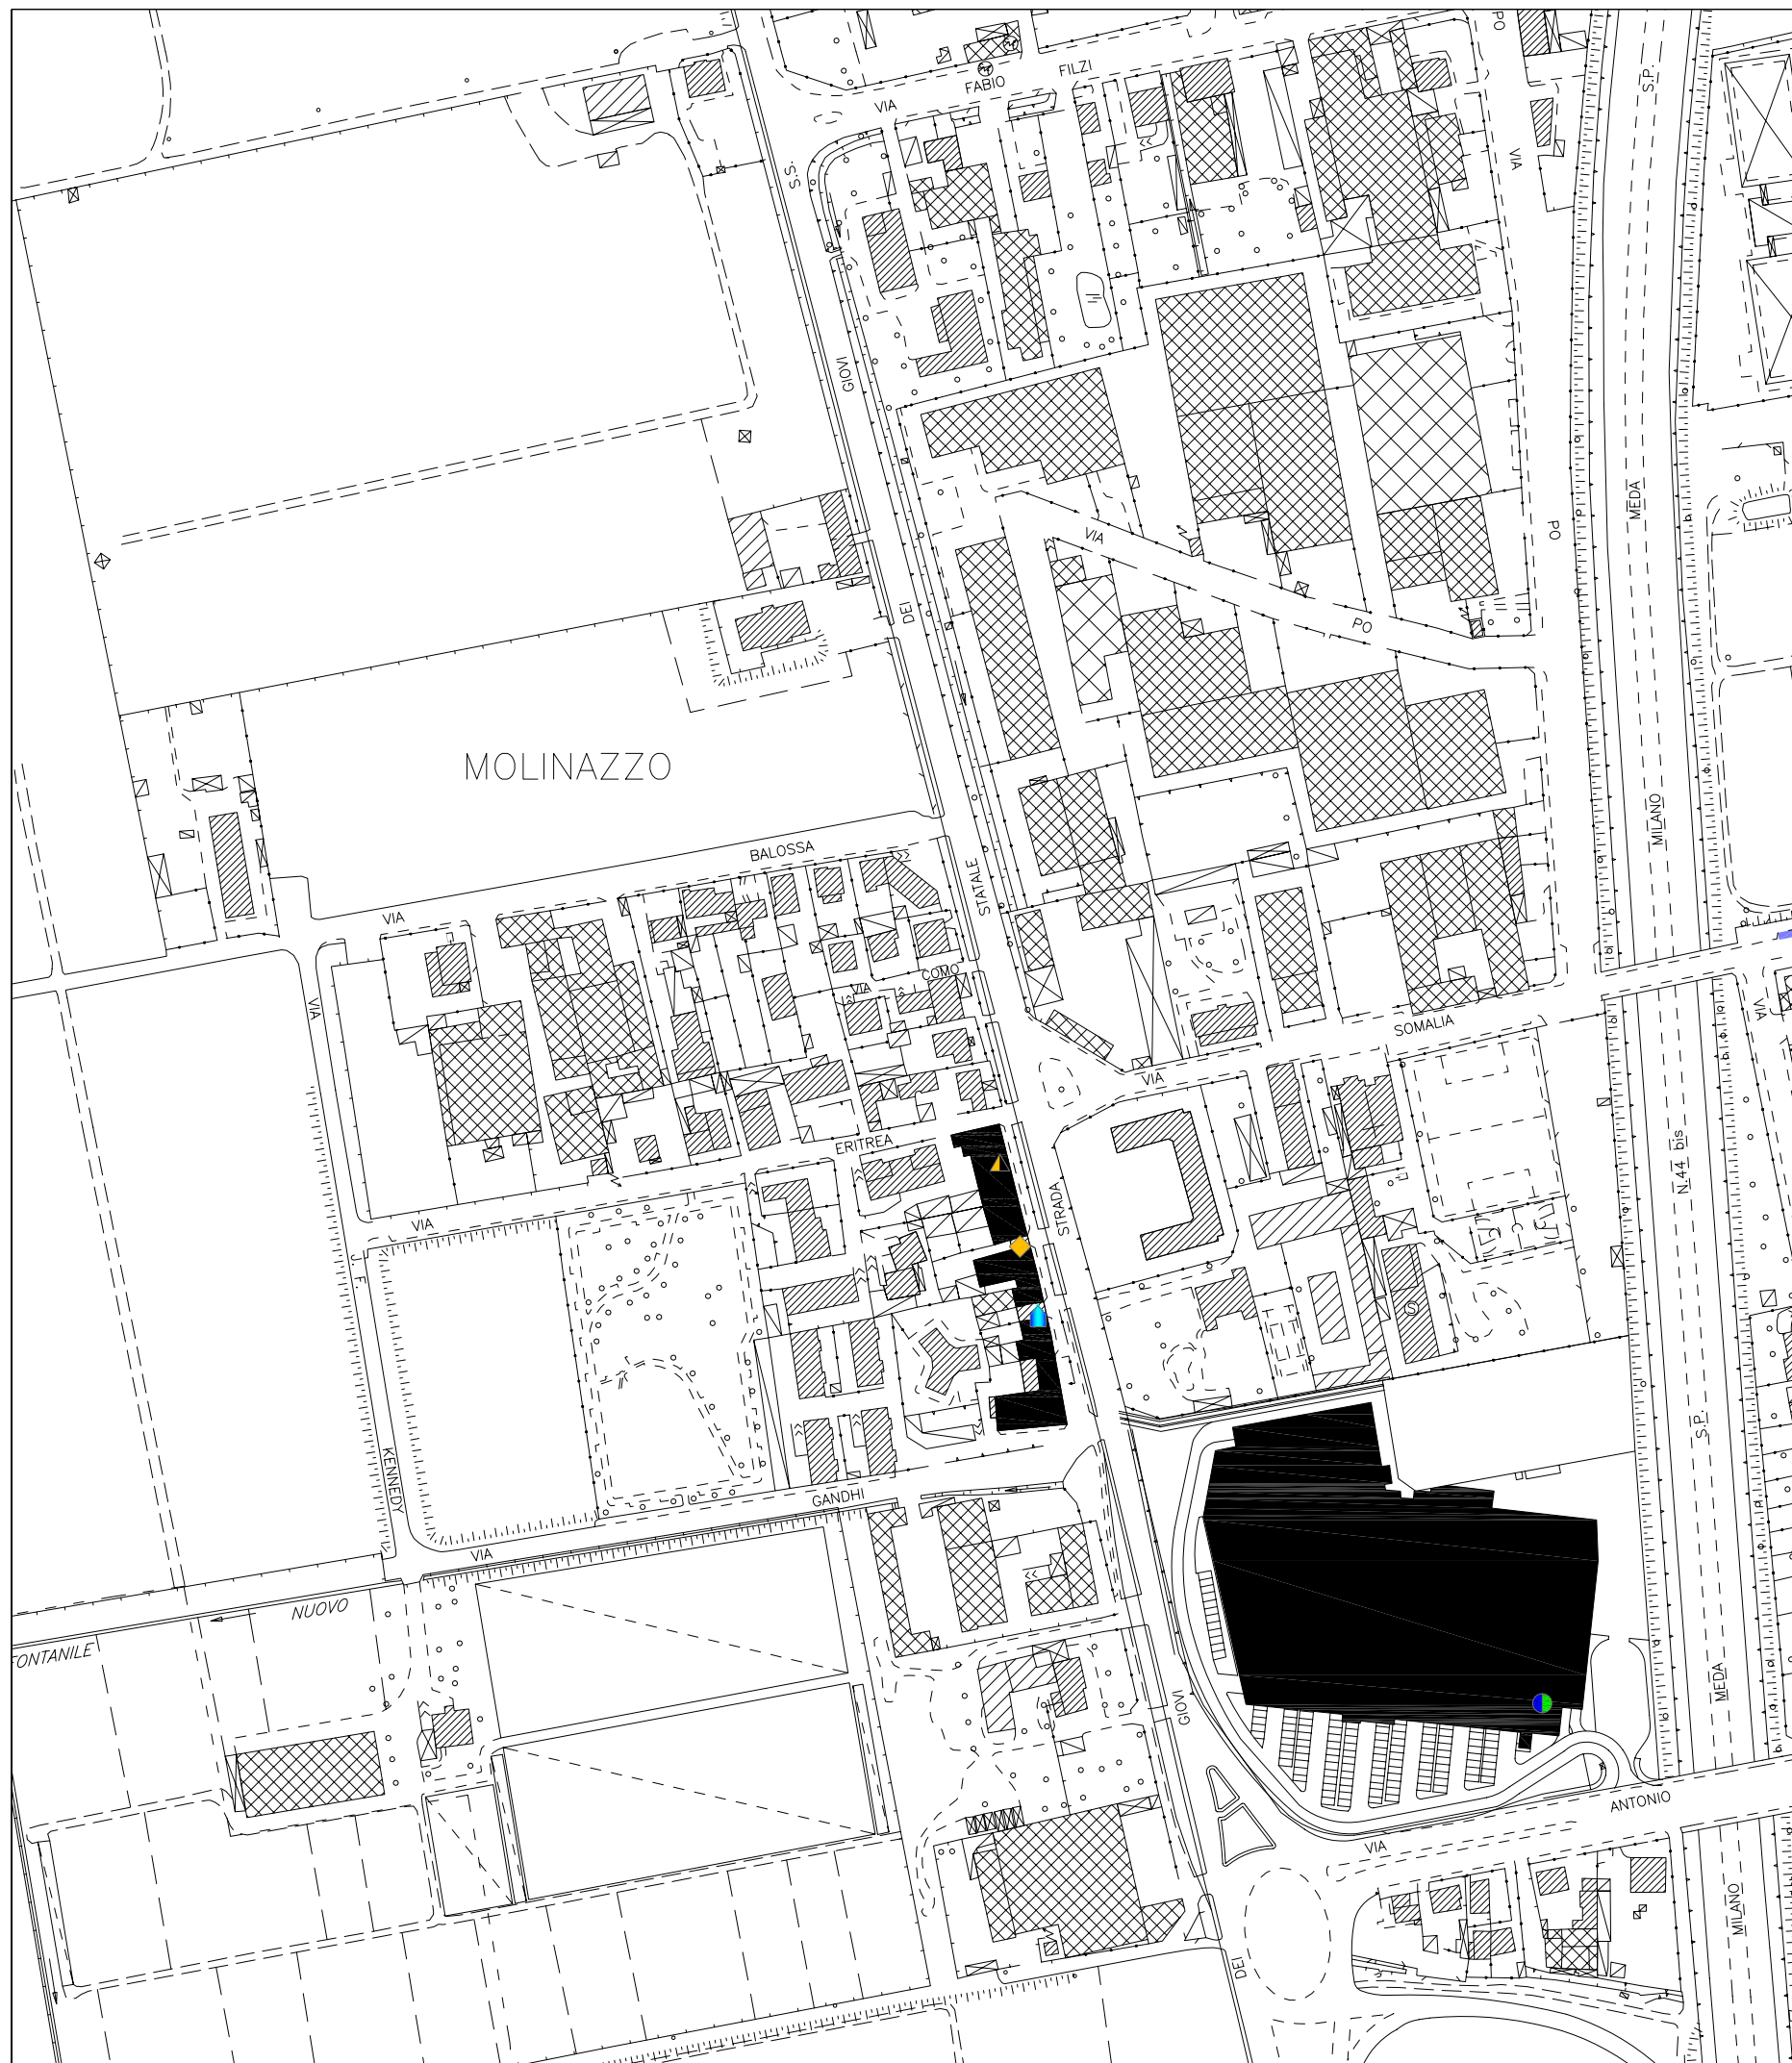 PO
S.P.
FILZI
FABIO
VIA
S.S.
VIA
GIOVI
MEDA
VIA
PO
DEI
PO
MOLINAZZO
MILANO
BALOSSA
STATALE
VIA
COMO
VIA
VIA
VIA
SOMALIA
VIA
N.44 bis
ERITREA
STRADA
VIA
J. F.
S
S.P.
KENNEDY
GANDHI
VIA
NUOVO
FONTANILE
MEDA
GIOVI
ANTONIO
VIA
MILANO
DEI